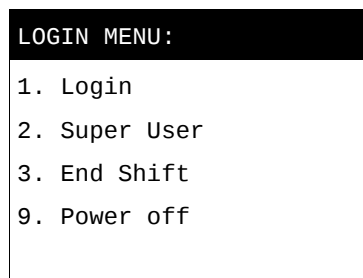 LOGIN MENU:
1. Login
2. Super User
3. End Shift
9. Power off